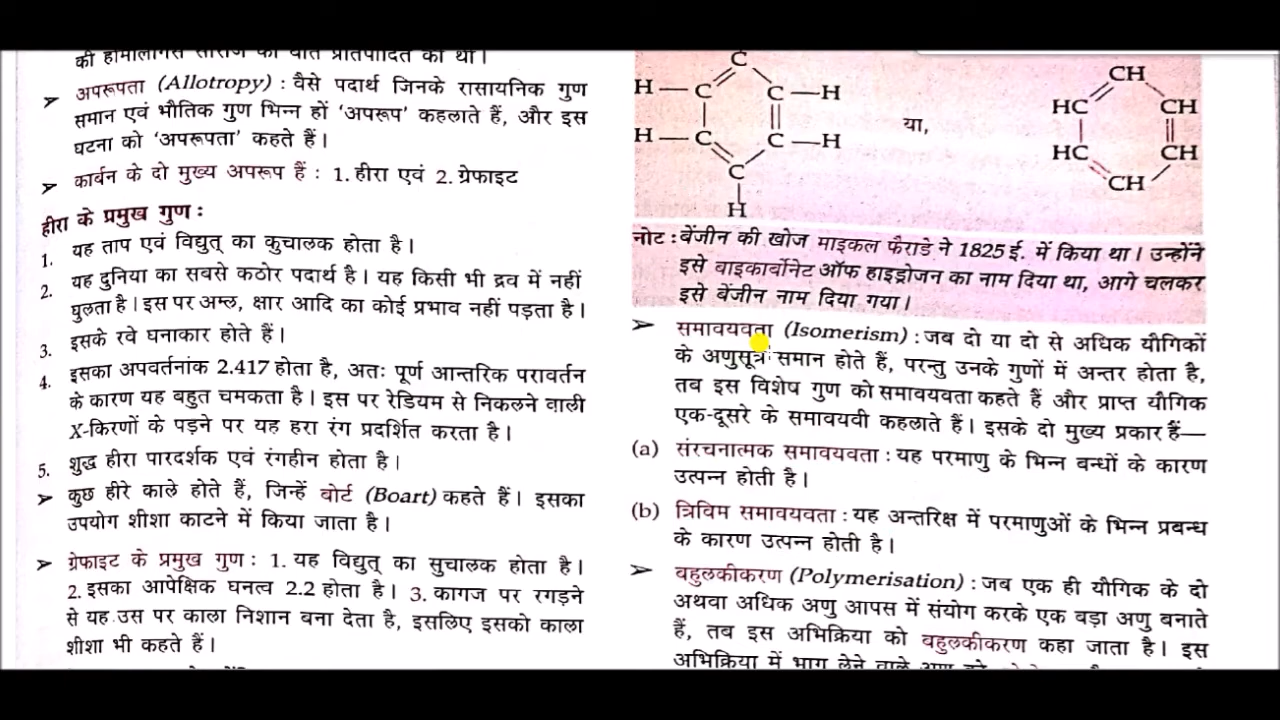 की होमोलोगस सीरीज की बात प्रतिपादित की थी।
➤ अपरूपता (Allotropy) : वैसे पदार्थ जिनके रासायनिक गुण
समान एवं भौतिक गुण भिन्न हों ‘अपरूप’ कहलाते हैं, और इस
घटना को ‘अपरूपता’ कहते हैं।
➤ कार्बन के दो मुख्य अपरूप हैं : 1. हीरा एवं 2. ग्रेफाइट
हीरा के प्रमुख गुण :
1. यह ताप एवं विद्युत् का कुचालक होता है।
2. यह दुनिया का सबसे कठोर पदार्थ है। यह किसी भी द्रव में नहीं
घुलता है। इस पर अम्ल, क्षार आदि का कोई प्रभाव नहीं पड़ता है।
3. इसके रवे घनाकार होते हैं।
4. इसका अपवर्तनांक 2.417 होता है, अतः पूर्ण आन्तरिक परावर्तन
के कारण यह बहुत चमकता है। इस पर रेडियम से निकलने वाली
X-किरणों के पड़ने पर यह हरा रंग प्रदर्शित करता है।
5. शुद्ध हीरा पारदर्शक एवं रंगहीन होता है।
➤ कुछ हीरे काले होते हैं, जिन्हें बोर्ट (Boart) कहते हैं। इसका
उपयोग शीशा काटने में किया जाता है।
➤ ग्रेफाइट के प्रमुख गुण : 1. यह विद्युत् का सुचालक होता है।
2. इसका आपेक्षिक घनत्व 2.2 होता है। 3. कागज पर रगड़ने
से यह उस पर काला निशान बना देता है, इसलिए इसको काला
शीशा भी कहते हैं।
C
H — C C — H
H — C C — H
C
H
या,
CH
HC CH
HC CH
CH
नोट : बेंजीन की खोज माइकल फैराडे ने 1825 ई. में किया था। उन्होंने
इसे बाइकार्बोनेट ऑफ हाइड्रोजन का नाम दिया था, आगे चलकर
इसे बेंजीन नाम दिया गया।
➤ समावयवता (Isomerism) : जब दो या दो से अधिक यौगिकों
के अणुसूत्र समान होते हैं, परन्तु उनके गुणों में अन्तर होता है,
तब इस विशेष गुण को समावयवता कहते हैं और प्राप्त यौगिक
एक-दूसरे के समावयवी कहलाते हैं। इसके दो मुख्य प्रकार हैं—
(a) संरचनात्मक समावयवता : यह परमाणु के भिन्न बन्धों के कारण
उत्पन्न होती है।
(b) त्रिविम समावयवता : यह अन्तरिक्ष में परमाणुओं के भिन्न प्रबन्ध
के कारण उत्पन्न होती है।
➤ बहुलकीकरण (Polymerisation) : जब एक ही यौगिक के दो
अथवा अधिक अणु आपस में संयोग करके एक बड़ा अणु बनाते
हैं, तब इस अभिक्रिया को बहुलकीकरण कहा जाता है। इस
अभिक्रिया में भाग लेने वाले अणु